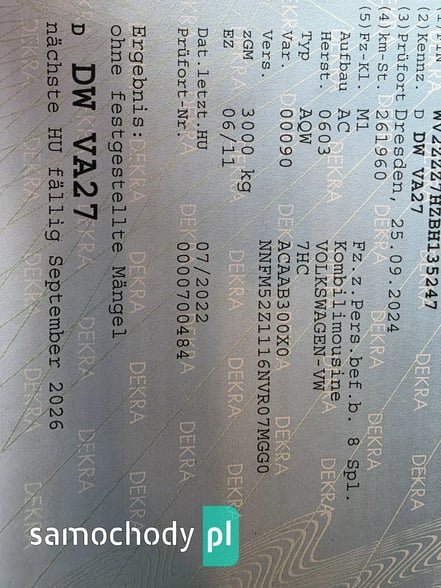 WV2ZZZ7HZBH135247
(2) Kennz. D DW VA27
(3) Prüfort Dresden, 25.09.2024
(4) km-St. 261960
(5) Fz-Kl. M1 Fz.z.Pers.bef.b. 8 Spl.
Aufbau AC Kombilimousine
Herst. 0603 VOLKSWAGEN-VW
Typ AQW 7HC
Var. 00090 ACAAB300X0
Vers. NNFM52Z1116NVR07MGG0
zGM 3000 kg
EZ 06/11
Dat.letzt.HU 07/2022
Prüfort-Nr. 0000700484
Ergebnis:
ohne festgestellte Mängel
D DW VA27
nächste HU fällig September 2026
samochody pl